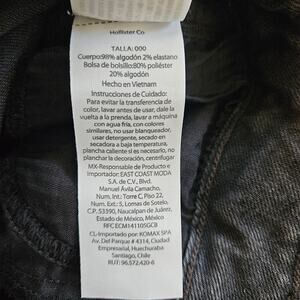 Hollister Co
TALLA: 000
Cuerpo:98% algodón 2% elastano
Bolsa de bolsillo:80% poliéster
20% algodón
Hecho en Vietnam
Instrucciones de Cuidado:
Para evitar la transferencia de
color, lavar antes de usar, dale
la vuelta a la prenda, lavar a máquina
con agua fría, con colores
similares. no usar blanqueador,
usar detergente, secado en
secadora a baja temperatura,
plancha caliente si es necesario, no
planchar la decoración, centrifugar
MX-Responsable de Producto e
Importador: EAST COAST MODA
S.A. de C.V., Blvd.
Manuel Ávila Camacho,
Num. Int.: Torre C, Piso 22,
Num. Ext.: 5, Lomas de Sotelo,
C.P. 53390, Naucalpan de Juárez,
Estado de México, México
RFC ECM141105GCB
CL-Importado por: KOMAX SPA
Av. Del Parque # 4314, Ciudad
Empresarial, Huechuraba
Santiago, Chile
RUT: 96.572.420-6